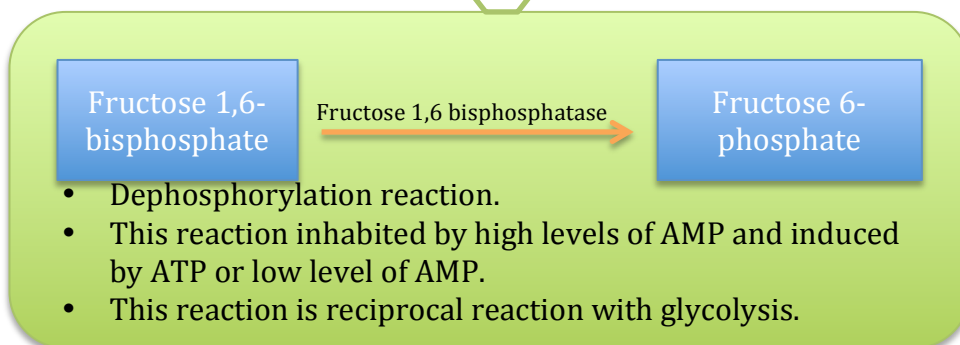 Fructose 1,6-
bisphosphate
Fructose 1,6 bisphosphatase
Fructose 6-
phosphate
• Dephosphorylation reaction.
• This reaction inhabited by high levels of AMP and induced
by ATP or low level of AMP.
• This reaction is reciprocal reaction with glycolysis.